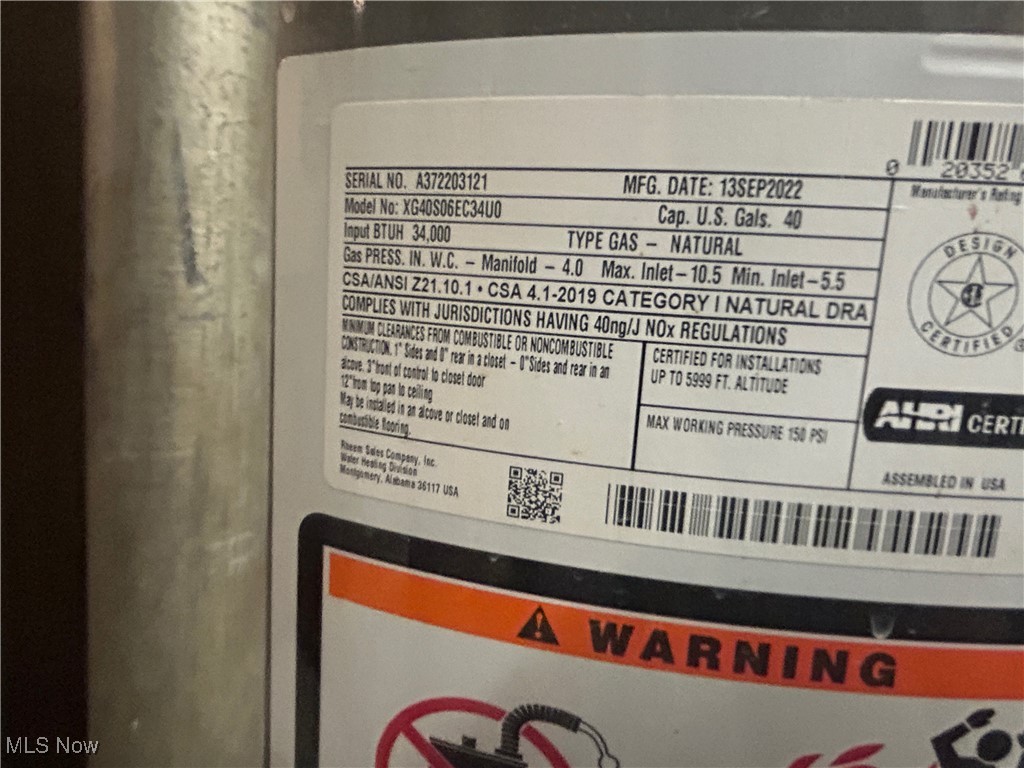 SERIAL NO. A372203121 MFG. DATE: 13SEP2022
Model No: XG40S06EC34U0 Cap. U.S. Gals. 40
Input BTUH 34,000 TYPE GAS – NATURAL
Gas PRESS. IN. W.C. – Manifold – 4.0 Max. Inlet – 10.5 Min. Inlet – 5.5
CSA/ANSI Z21.10.1 • CSA 4.1-2019 CATEGORY I NATURAL DRA
COMPLIES WITH JURISDICTIONS HAVING 40ng/J NOx REGULATIONS
MINIMUM CLEARANCES FROM COMBUSTIBLE OR NONCOMBUSTIBLE
CONSTRUCTION. 1" Sides and 0" rear in a closet – 0" Sides and rear in an
alcove. 3" front of control to closet door
12" from top pan to ceiling
May be installed in an alcove or closet and on
combustible flooring.
CERTIFIED FOR INSTALLATIONS
UP TO 5999 FT. ALTITUDE
MAX WORKING PRESSURE 150 PSI
Rheem Sales Company, Inc.
Water Heating Division
Montgomery, Alabama 36117 USA
0 20352
Manufacturer's Rating
DESIGN
CERTIFIED
AHRI CERTI
ASSEMBLED IN USA
WARNING
MLS Now